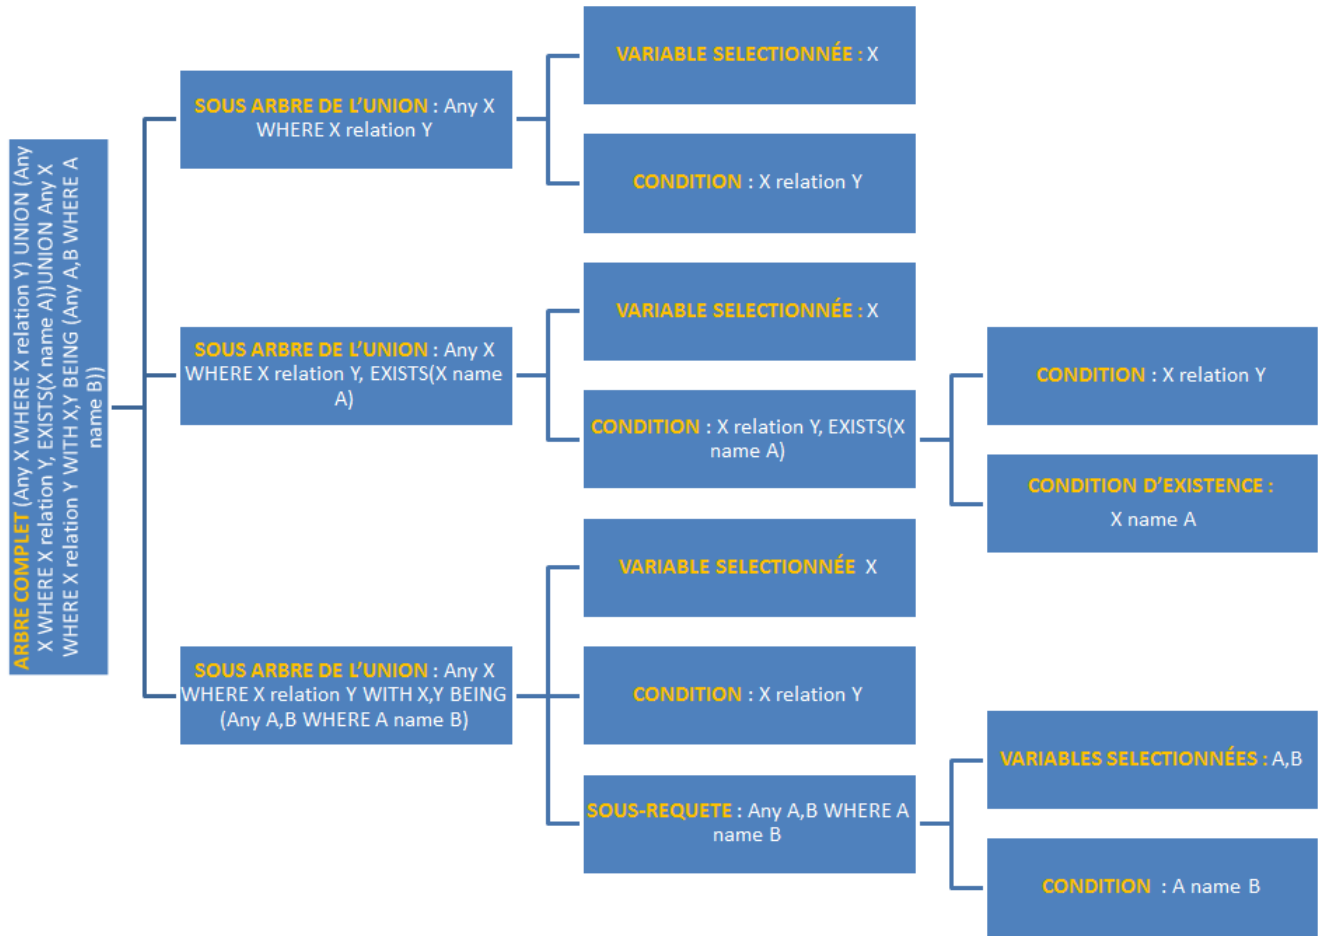 ARBRE COMPLET (Any X WHERE X relation Y) UNION (Any
X WHERE X relation Y, EXISTS(X name A))UNION Any X
WHERE X relation Y WITH X,Y BEING (Any A,B WHERE A
name B))
SOUS ARBRE DE L’UNION : Any X
WHERE X relation Y
VARIABLE SELECTIONNÉE : X
CONDITION : X relation Y
SOUS ARBRE DE L’UNION : Any X
WHERE X relation Y, EXISTS(X name
A)
VARIABLE SELECTIONNÉE : X
CONDITION : X relation Y, EXISTS(X
name A)
CONDITION : X relation Y
CONDITION D’EXISTENCE :
X name A
SOUS ARBRE DE L’UNION : Any X
WHERE X relation Y WITH X,Y BEING
(Any A,B WHERE A name B)
VARIABLE SELECTIONNÉE X
CONDITION : X relation Y
SOUS-REQUETE : Any A,B WHERE A
name B
VARIABLES SELECTIONNÉES : A,B
CONDITION : A name B